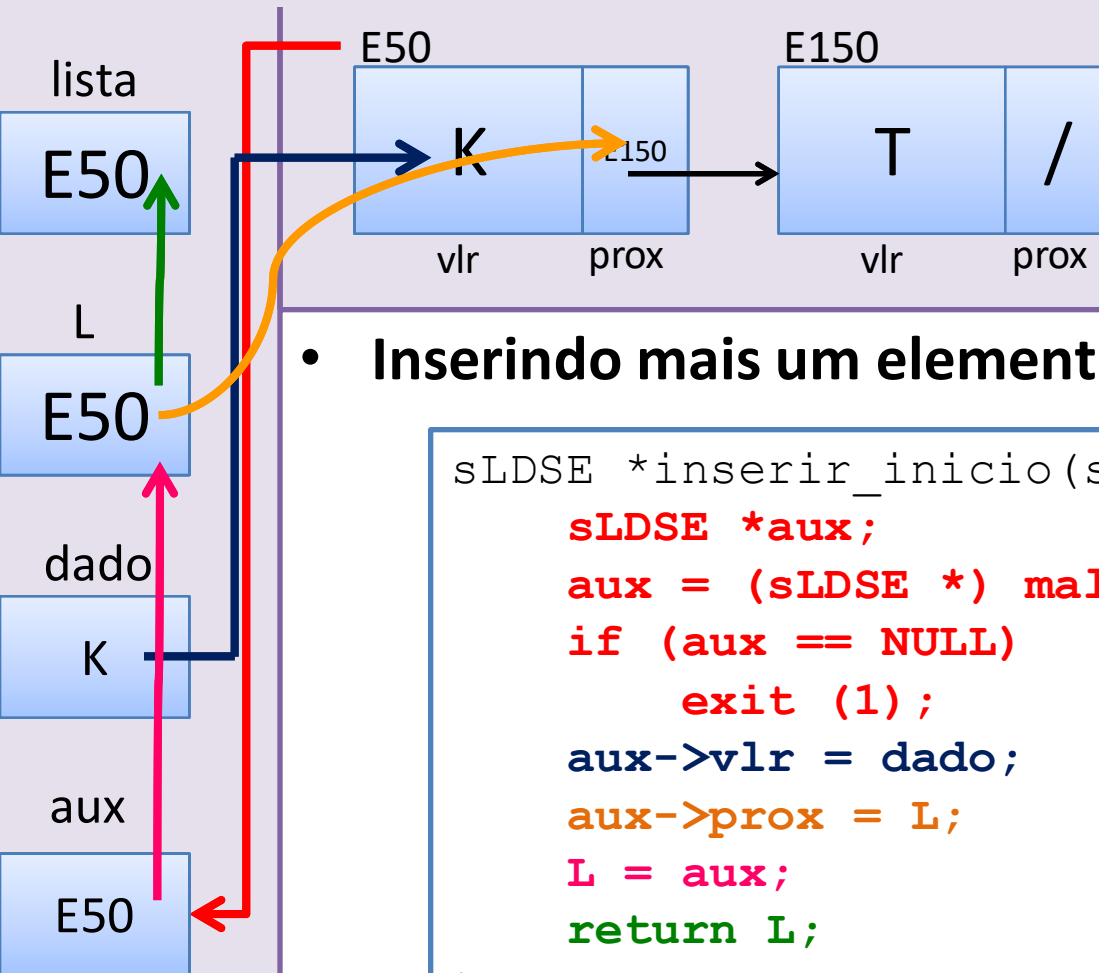 lista
E50
L
E50
dado
K
aux
E50
E50
K
E150
vlr
prox
E150
T
/
vlr
prox
• Inserindo mais um element
sLDSE *inserir_inicio(s
sLDSE *aux;
aux = (sLDSE *) mal
if (aux == NULL)
exit (1);
aux->vlr = dado;
aux->prox = L;
L = aux;
return L;